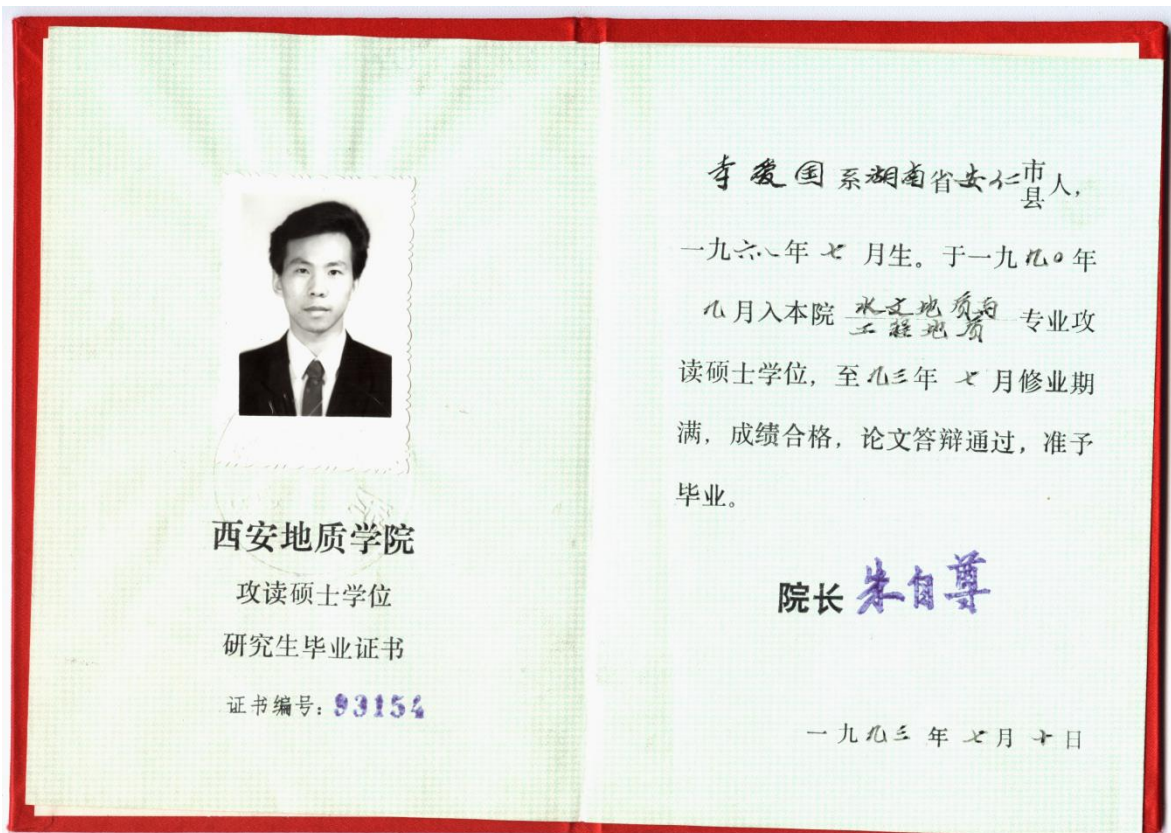 西安地质学院
攻读硕士学位
研究生毕业证书
证书编号：93154
李爱国系湖南省安仁市县人，
一九六八年七月生。于一九九〇年
九月入本院 水文地质与工程地质 专业攻
读硕士学位，至九三年七月修业期
满，成绩合格，论文答辩通过，准予
毕业。
院长 朱自尊
一九九三年七月十日